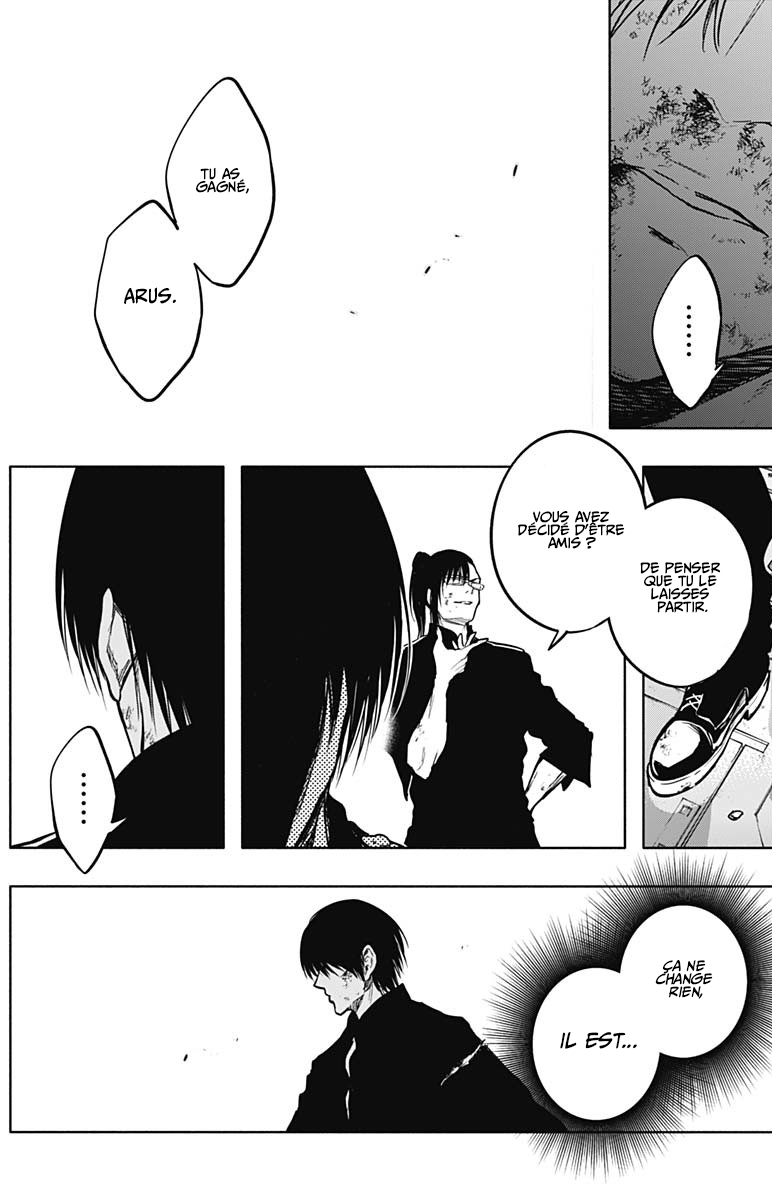 ......
TU AS
GAGNÉ,
ARUS.
DE PENSER
QUE TU LE
LAISSES
PARTIR.
VOUS AVEZ
DÉCIDÉ D'ÊTRE
AMIS ?
......
ÇA NE
CHANGE
RIEN,
IL EST...